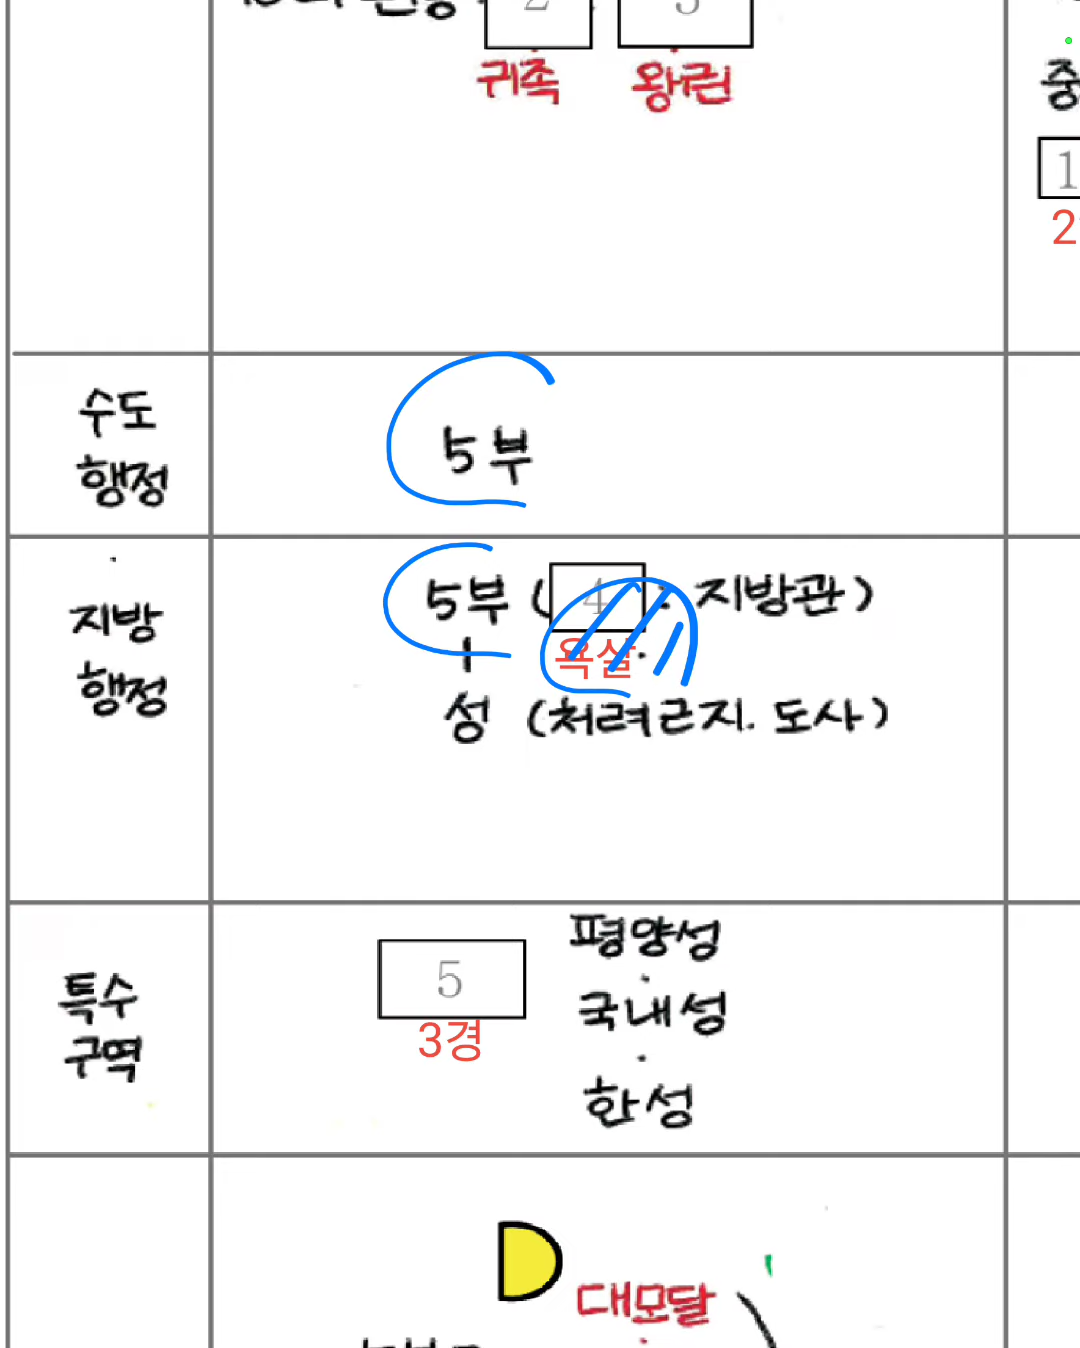 2
3
귀족
왕권
중
1
2
수도
행정
5부
지방
행정
5부 ( 4 : 지방관)
욕살
성 (처려근지. 도사)
특수
구역
5
3경
평양성
국내성
한성
대모달